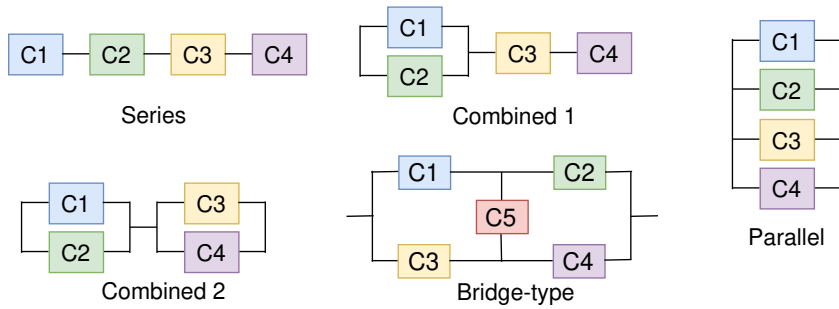 C1 C2 C3 C4
Series
C1
C2
C3 C4
Combined 1
C1
C2
C3
C4
Parallel
C1
C2
C3
C4
Combined 2
C1 C2
C5
C3 C4
Bridge-type